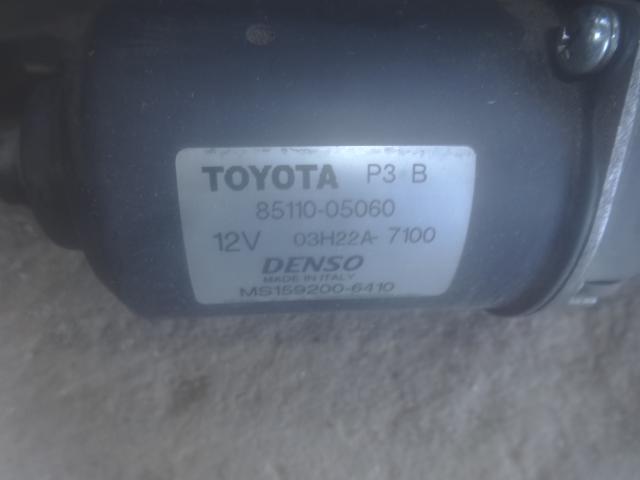 TOYOTA P3 B
85110-05060
12V 03H22A-7100
DENSO
MADE IN ITALY
MS159200-6410